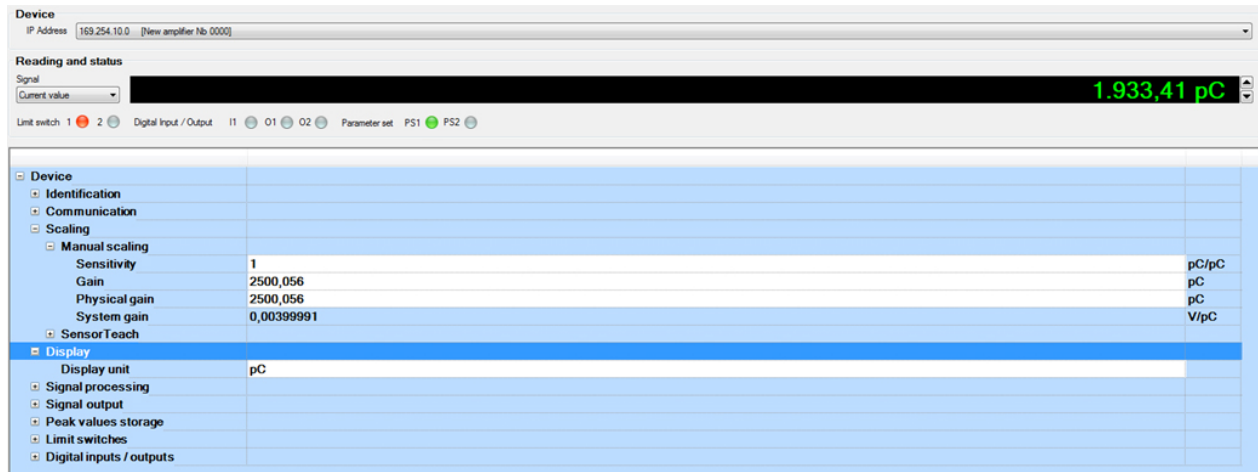 Device
IP Address 169.254.10.0 [New amplifier Nb 0000]
Reading and status
Signal
Current value 1.933,41 pC
Limit switch 1 2 Digital Input / Output I1 O1 O2 Parameter set PS1 PS2
Device
Identification
Communication
Scaling
Manual scaling
Sensitivity 1 pC/pC
Gain 2500,056 pC
Physical gain 2500,056 pC
System gain 0,00399991 V/pC
SensorTeach
Display
Display unit pC
Signal processing
Signal output
Peak values storage
Limit switches
Digital inputs / outputs